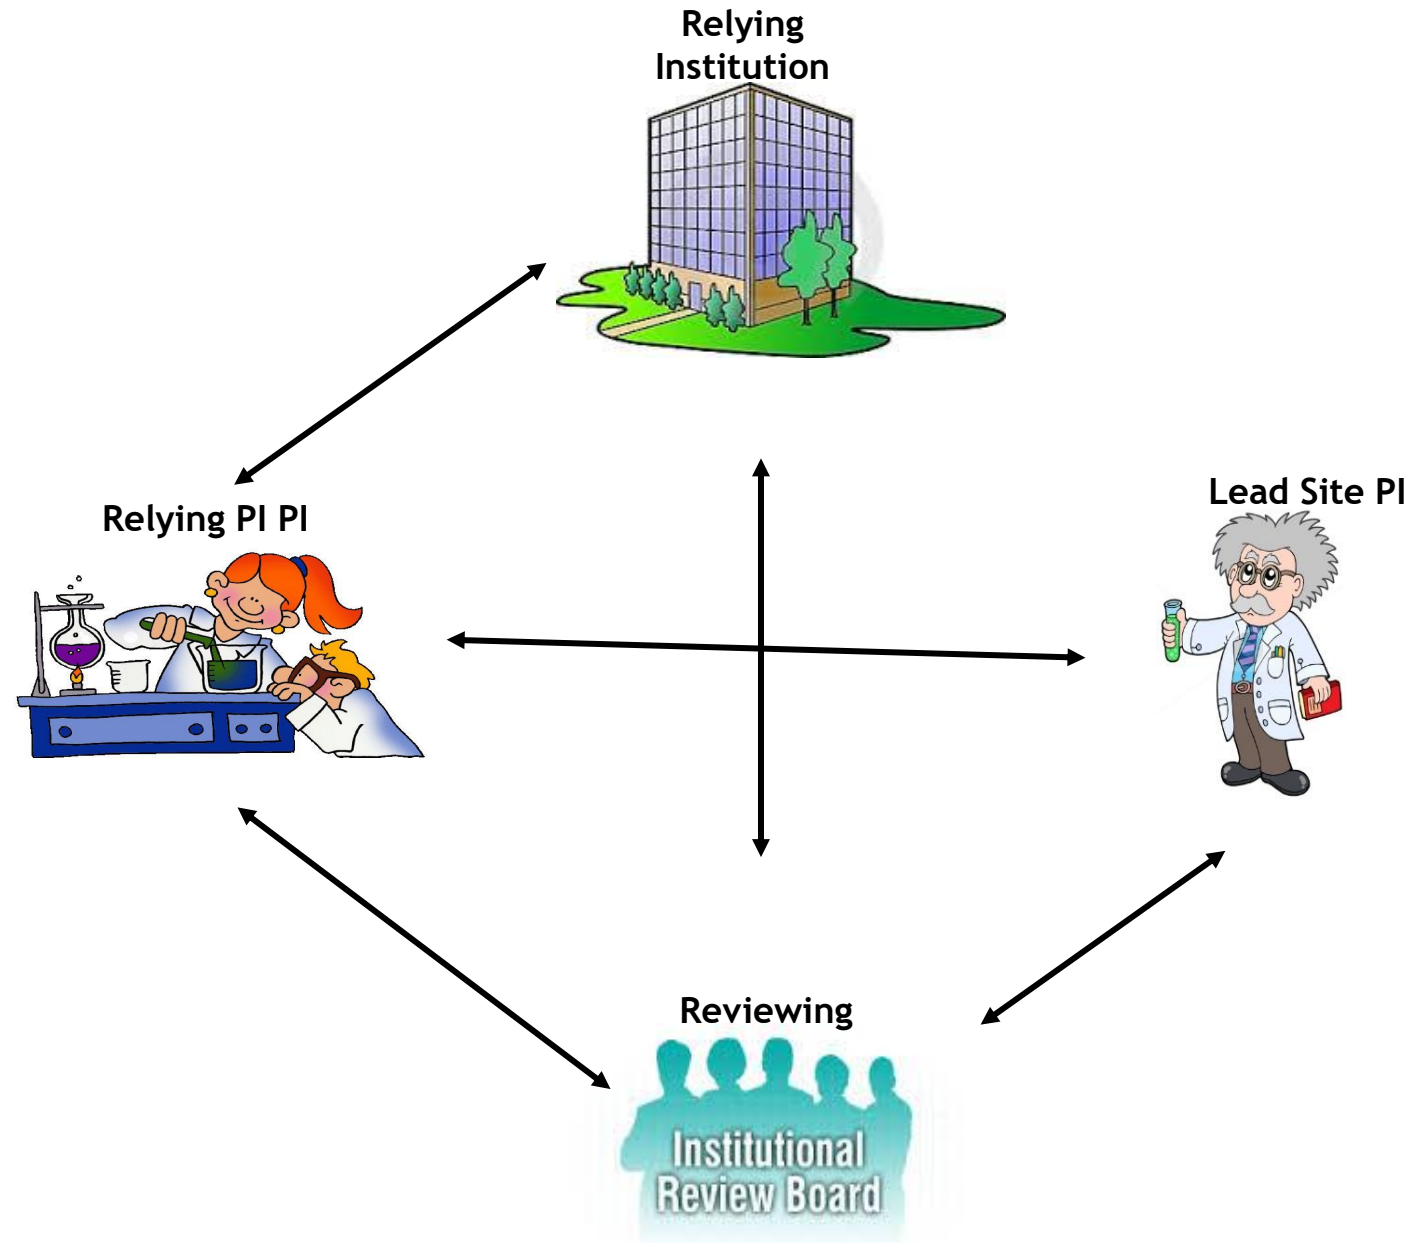 Relying
Institution
Lead Site PI
Relying PI PI
Reviewing
Institutional
Review Board